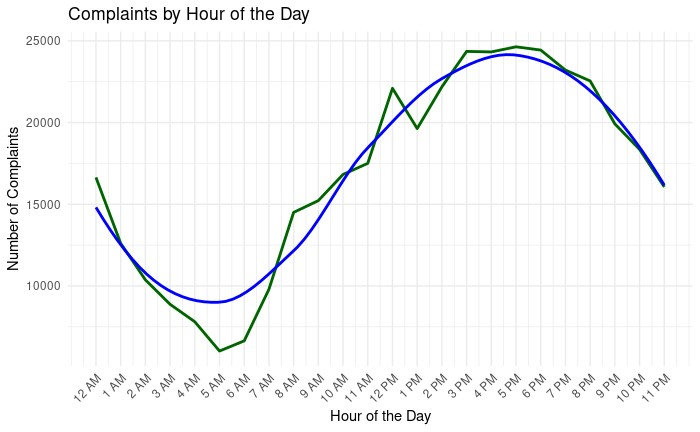 Complaints by Hour of the Day
Number of Complaints
25000
20000
15000
10000
12 AM
1 AM
2 AM
3 AM
4 AM
5 AM
6 AM
7 AM
8 AM
9 AM
10 AM
11 AM
12 PM
1 PM
2 PM
3 PM
4 PM
5 PM
6 PM
7 PM
8 PM
9 PM
10 PM
11 PM
Hour of the Day